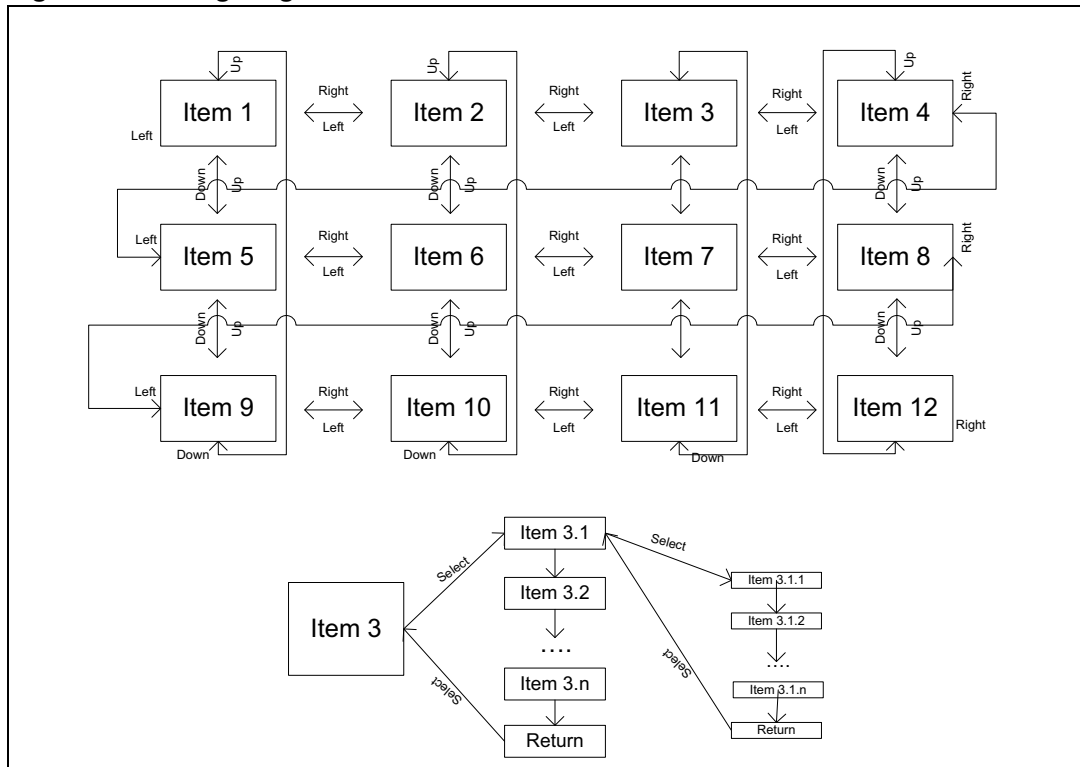 Up Up Up
Right Right Right Right
Item 1 Item 2 Item 3 Item 4
Left Left Left Left
Down Up Down Up Down Up
Left Right Right Right Right
Item 5 Item 6 Item 7 Item 8
Left Left Left
Down Up Down Up Down Up
Left Right Right Right
Item 9 Item 10 Item 11 Item 12
Left Left Left Right
Down Down Down
Item 3.1
Select Select
Item 3.1.1
Item 3.2
Item 3.1.2
Item 3
....
....
Select Select
Item 3.n
Item 3.1.n
Return
Return